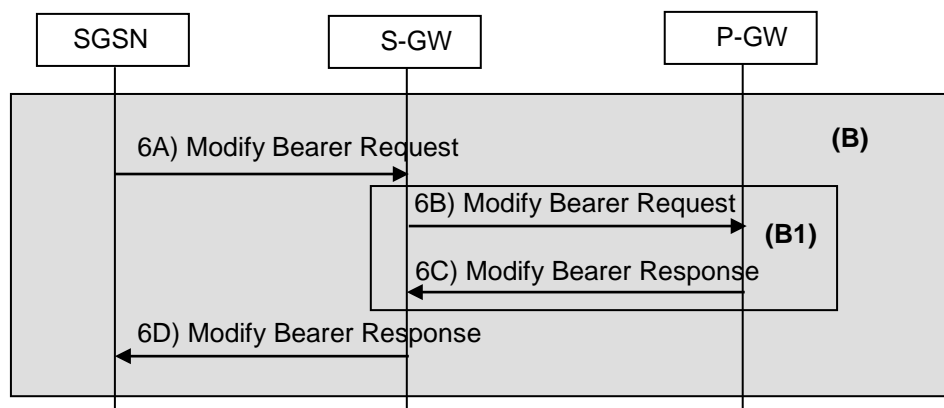 SGSN
S-GW
P-GW
(B)
6A) Modify Bearer Request
6B) Modify Bearer Request
(B1)
6C) Modify Bearer Response
6D) Modify Bearer Response